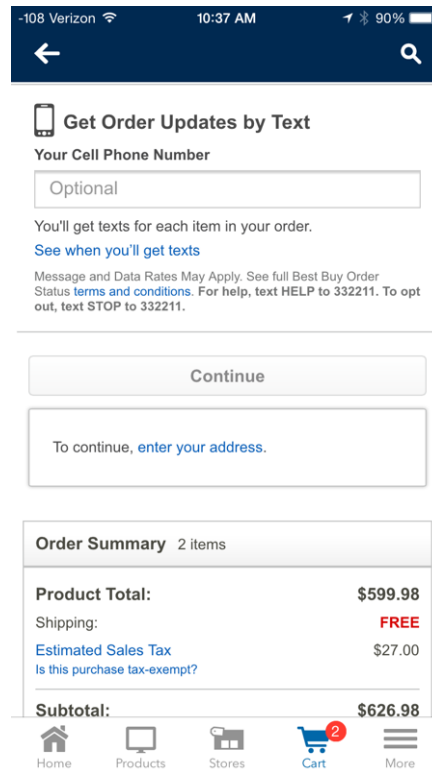 -108 Verizon 10:37 AM 90%
Get Order Updates by Text
Your Cell Phone Number
Optional
You'll get texts for each item in your order.
See when you'll get texts
Message and Data Rates May Apply. See full Best Buy Order
Status terms and conditions. For help, text HELP to 332211. To opt
out, text STOP to 332211.
Continue
To continue, enter your address.
Order Summary 2 items
Product Total: $599.98
Shipping: FREE
Estimated Sales Tax $27.00
Is this purchase tax-exempt?
Subtotal: $626.98
2
Home Products Stores Cart More